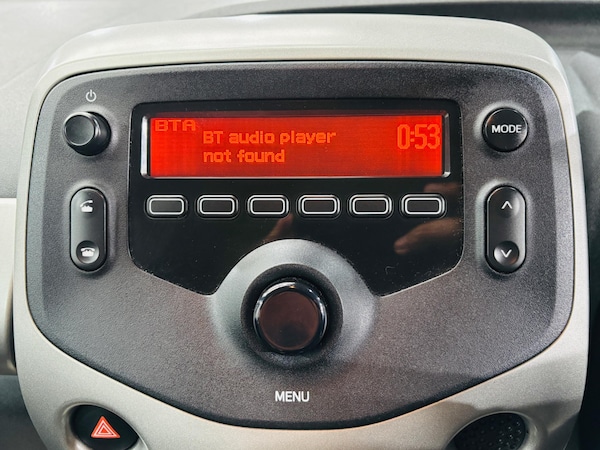 BTA
BT audio player
not found
0:53
MODE
MENU